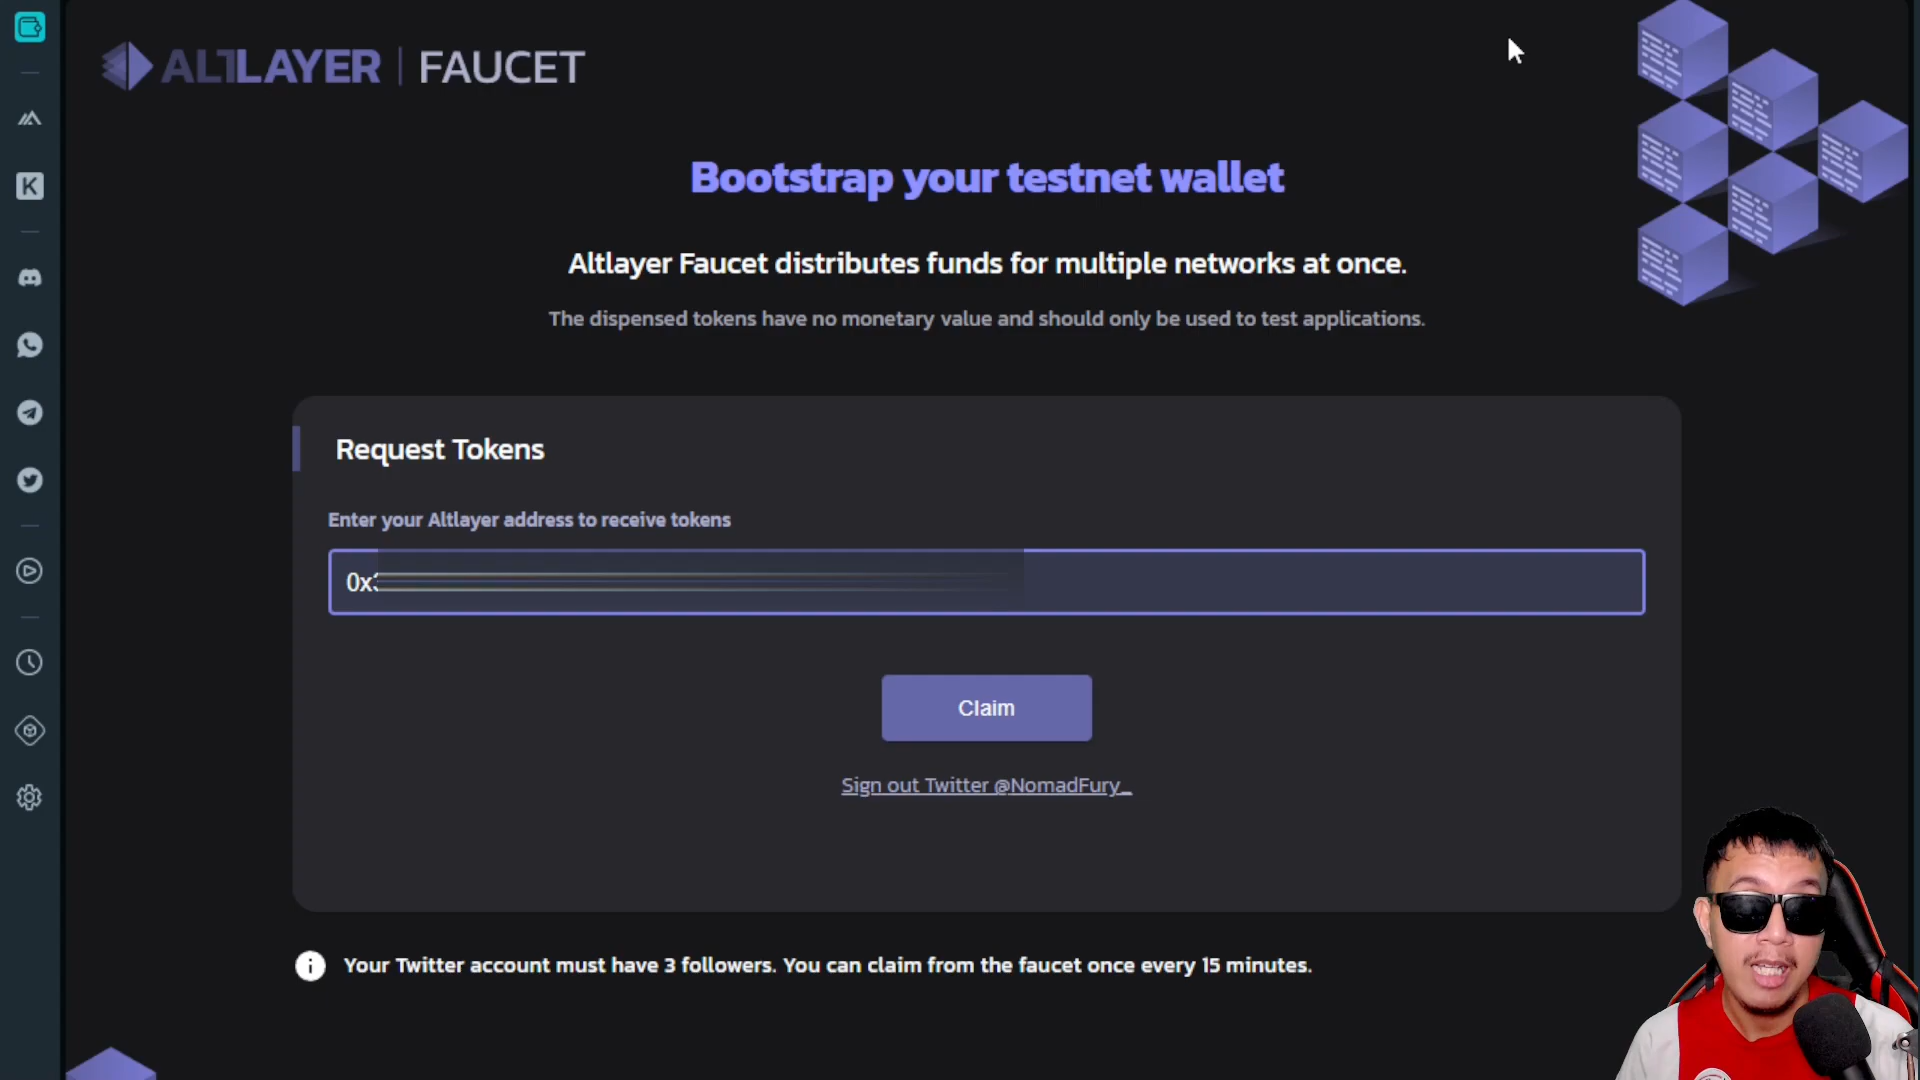 ALTLAYER | FAUCET
Bootstrap your testnet wallet
Altlayer Faucet distributes funds for multiple networks at once.
The dispensed tokens have no monetary value and should only be used to test applications.
Request Tokens
Enter your Altlayer address to receive tokens
0x
Claim
Sign out Twitter @NomadFury_
Your Twitter account must have 3 followers. You can claim from the faucet once every 15 minutes.